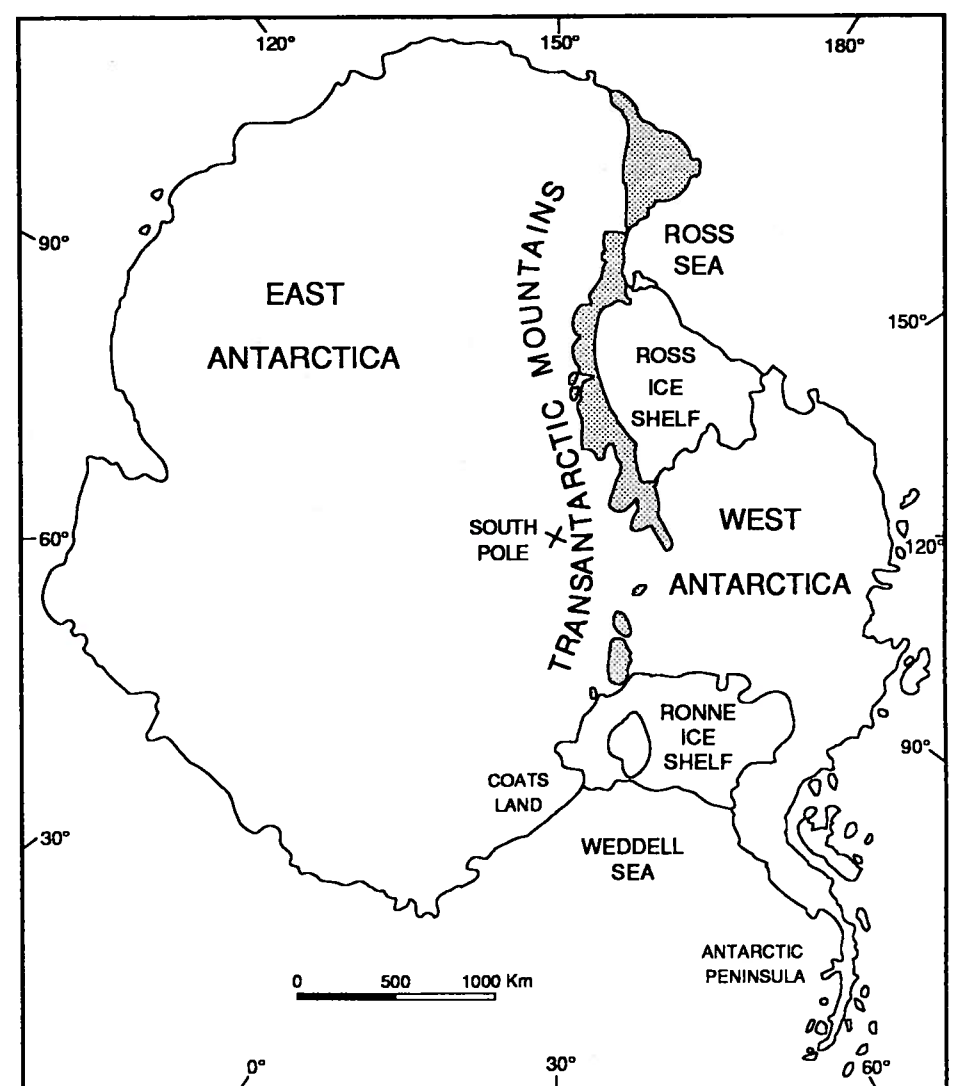 120°
150°
180°
90°
ROSS
SEA
EAST
ANTARCTICA
TRANSANTARCTIC MOUNTAINS
150°
ROSS
ICE
SHELF
SOUTH
POLE
WEST
ANTARCTICA
60°
120°
RONNE
ICE
SHELF
90°
COATS
LAND
30°
WEDDELL
SEA
ANTARCTIC
PENINSULA
0 500 1000 Km
0°
30°
60°